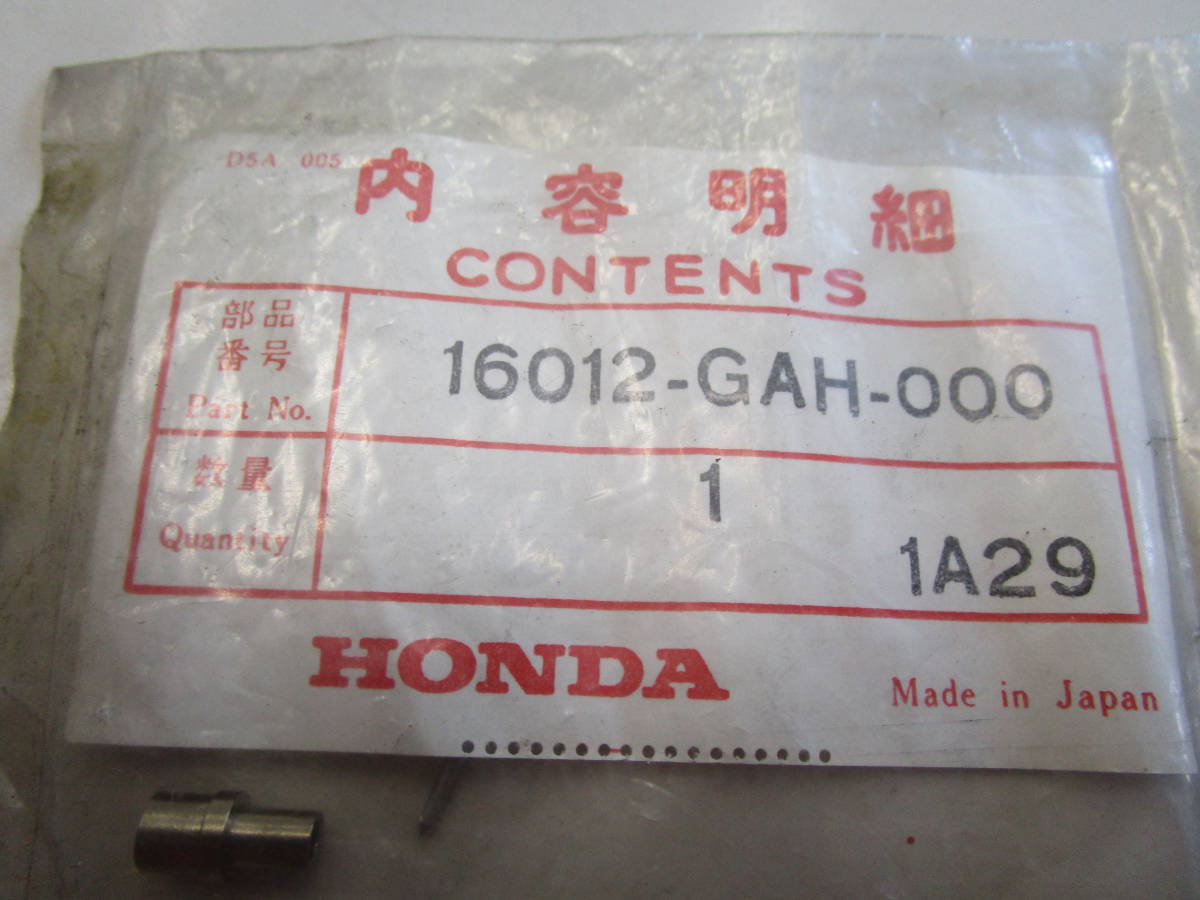 D5A 005
内容明細
CONTENTS
部品
番号
Part No.
16012-GAH-000
数量
Quantity
1
1A29
HONDA
Made in Japan